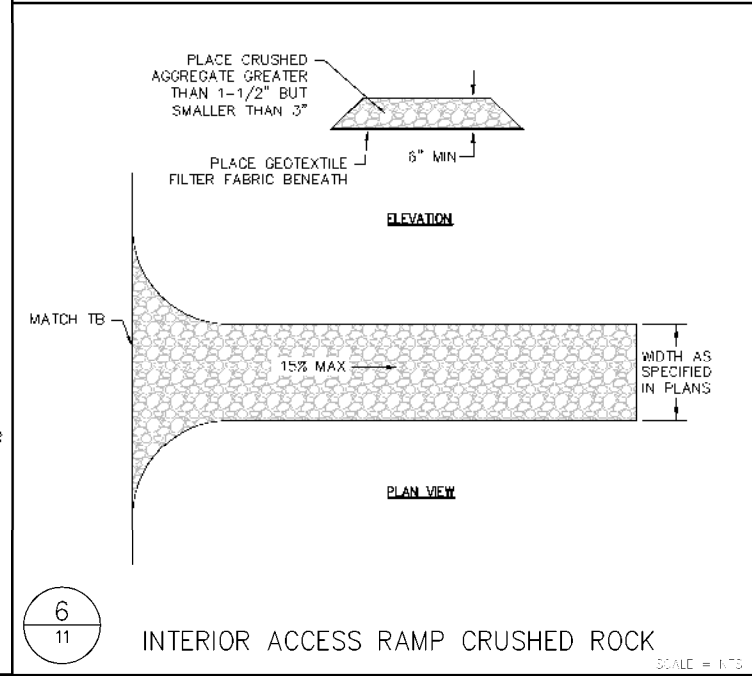 PLACE CRUSHED
AGGREGATE GREATER
THAN 1-1/2" BUT
SMALLER THAN 3"
PLACE GEOTEXTILE
FILTER FABRIC BENEATH
6" MIN
ELEVATION
MATCH TB
15% MAX
WIDTH AS
SPECIFIED
IN PLANS
PLAN VIEW
6
11
INTERIOR ACCESS RAMP CRUSHED ROCK
SCALE = NTS